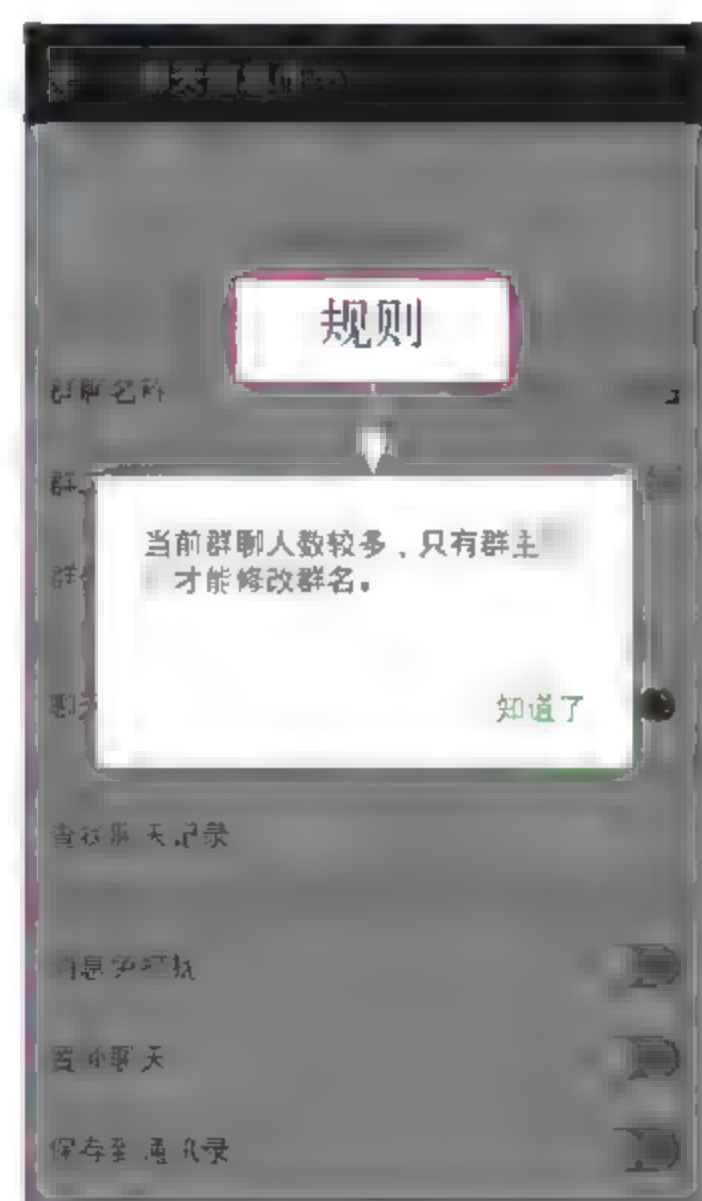 规则
群聊名称
当前群聊人数较多，只有群主
才能修改群名。
知道了
查找聊天记录
消息免打扰
置顶聊天
保存到通讯录